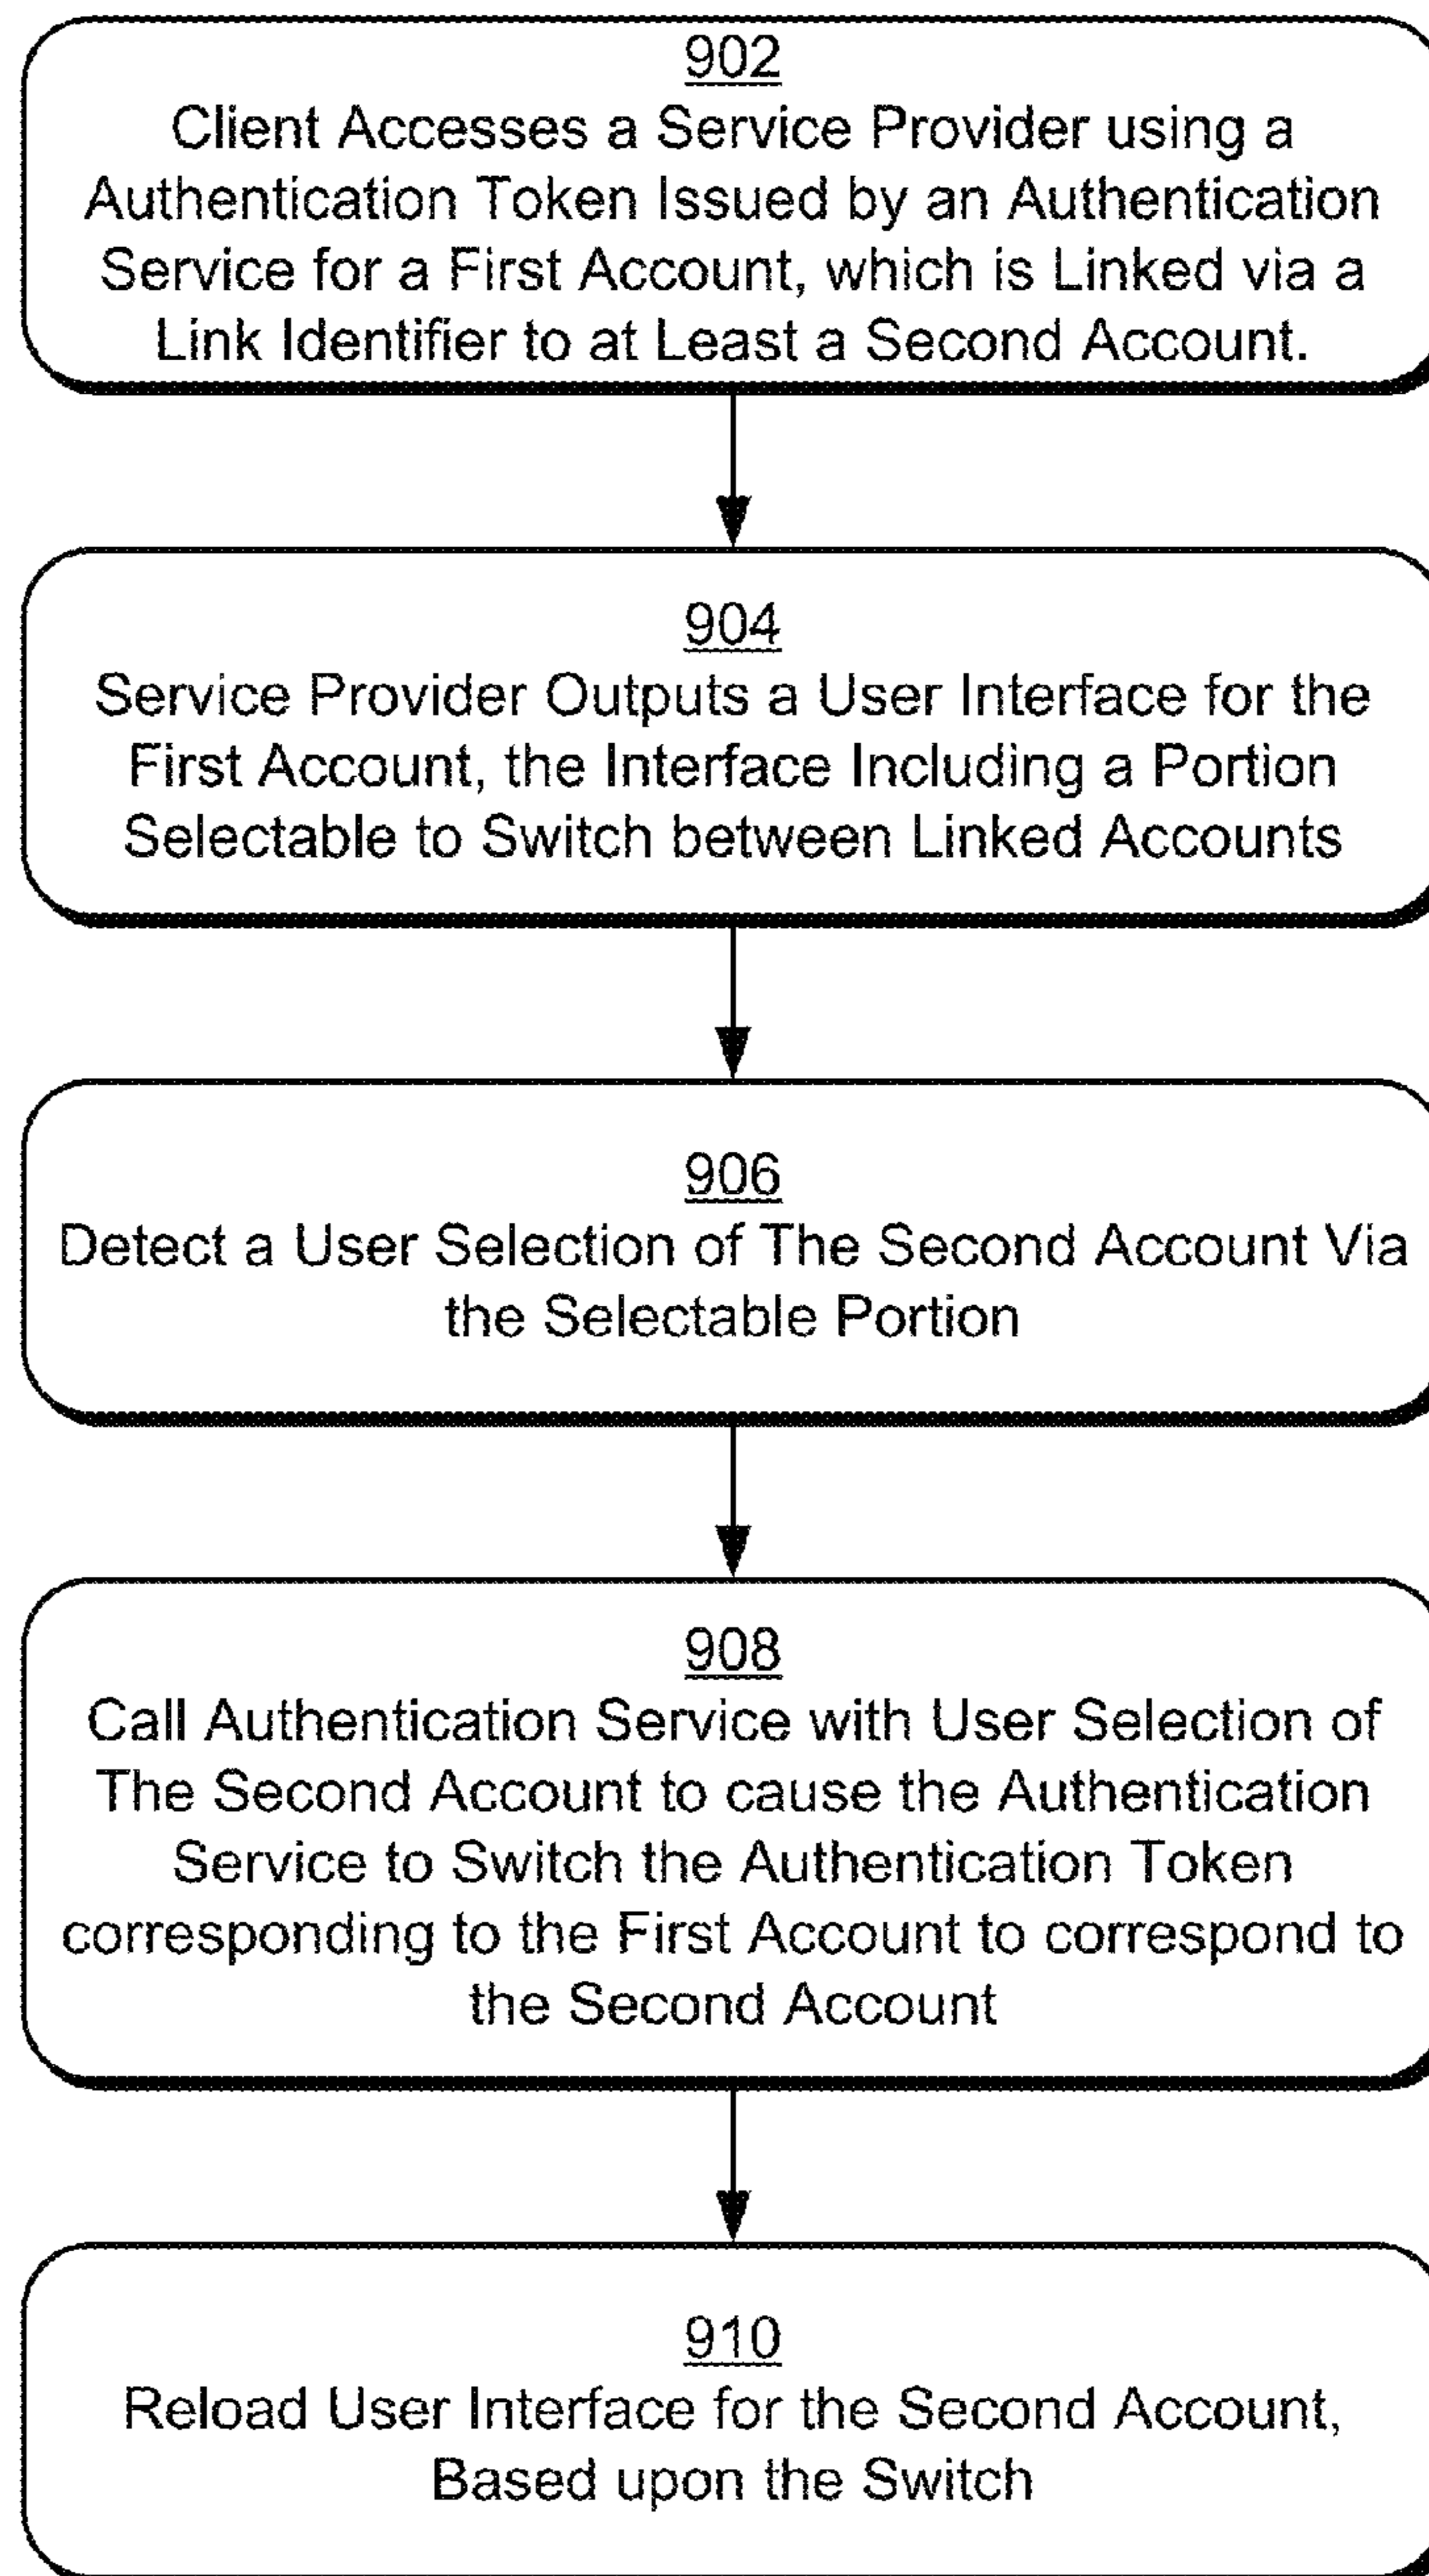 902
Client Accesses a Service Provider using a
Authentication Token Issued by an Authentication
Service for a First Account, which is Linked via a
Link Identifier to at Least a Second Account.
904
Service Provider Outputs a User Interface for the
First Account, the Interface Including a Portion
Selectable to Switch between Linked Accounts
906
Detect a User Selection of The Second Account Via
the Selectable Portion
908
Call Authentication Service with User Selection of
The Second Account to cause the Authentication
Service to Switch the Authentication Token
corresponding to the First Account to correspond to
the Second Account
910
Reload User Interface for the Second Account,
Based upon the Switch